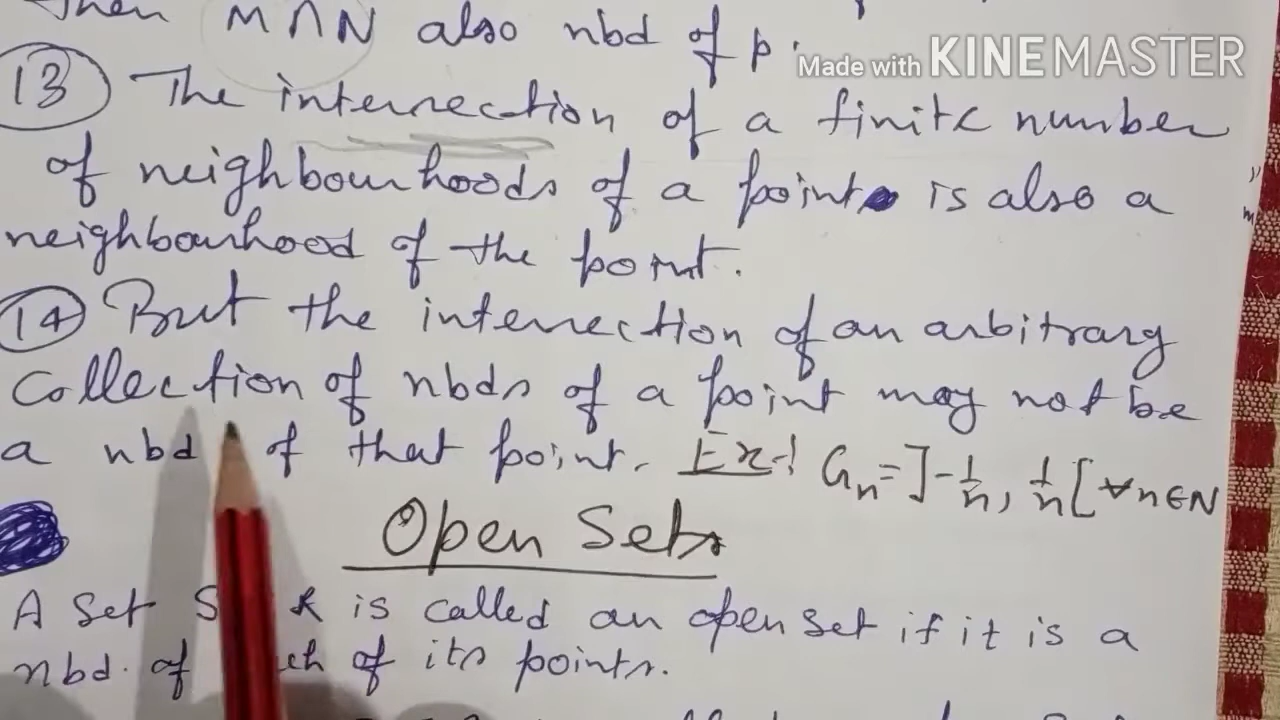 Then M∩N also nbd of p.
Made with KINEMASTER
(13) The intersection of a finite number
of neighbourhoods of a point is also a
neighbourhood of the point.
(14) But the intersection of an arbitrary
collection of nbds of a point may not be
a nbd of that point. Ex:- Gn = ]-1/n, 1/n[ ∀n∈N
Open Sets
A set S R is called an open set if it is a
nbd. of of its points.